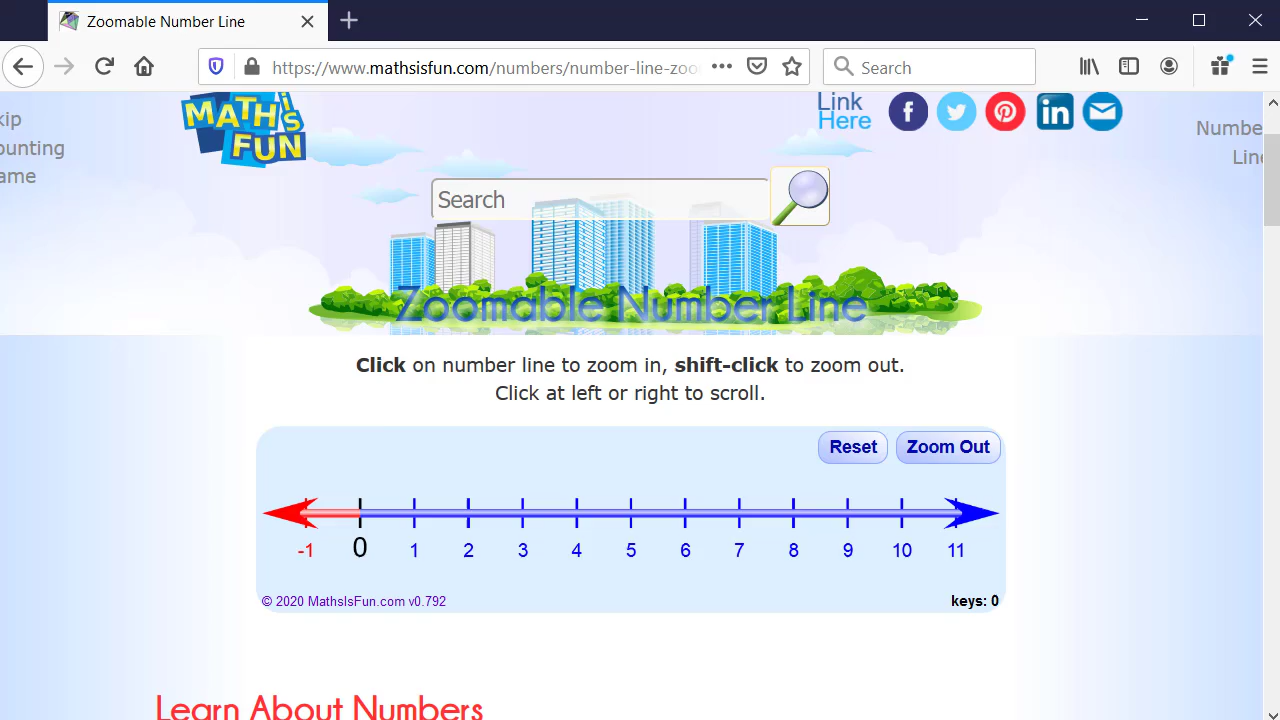 Zoomable Number Line
https://www.mathsisfun.com/numbers/number-line-zoo
Search
kip
ounting
ame
MATH
iS
FUN
Link
Here
Numbe
Line
Search
Zoomable Number Line
Click on number line to zoom in, shift-click to zoom out.
Click at left or right to scroll.
Reset Zoom Out
-1 0 1 2 3 4 5 6 7 8 9 10 11
© 2020 MathsIsFun.com v0.792
keys: 0
Learn About Numbers